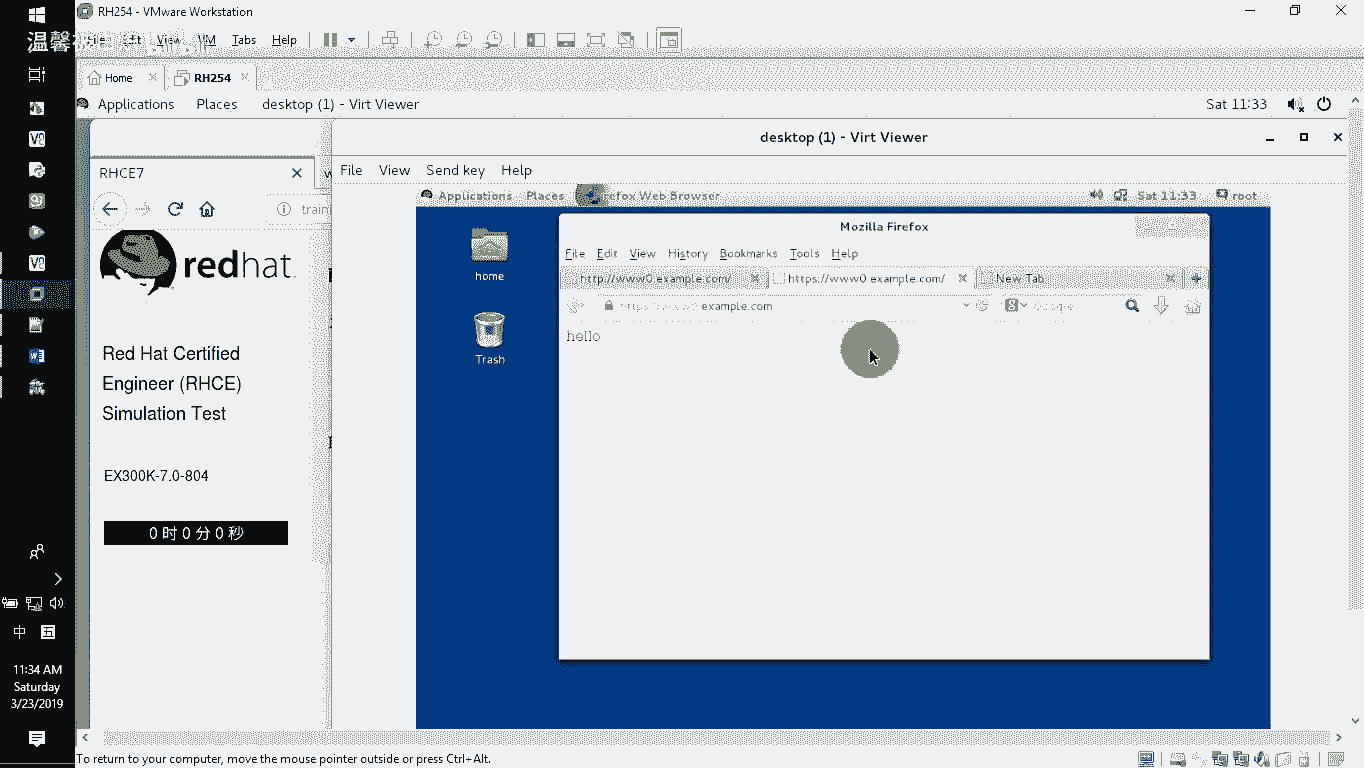 RH254 - VMware Workstation
温馨
File Edit View VM Tabs Help
Home
RH254
Applications Places desktop (1) - Virt Viewer
Sat 11:33
desktop (1) - Virt Viewer
RHCE7
File View Send key Help
train
Applications Places Firefox Web Browser
Sat 11:33 root
redhat.
home
Trash
Mozilla Firefox
File Edit View History Bookmarks Tools Help
http://www0.example.com/
https://www0.example.com/
New Tab
example.com
Google
hello
Red Hat Certified
Engineer (RHCE)
Simulation Test
EX300K-7.0-804
0 时 0 分 0 秒
中 五
11:34 AM
Saturday
3/23/2019
To return to your computer, move the mouse pointer outside or press Ctrl+Alt.